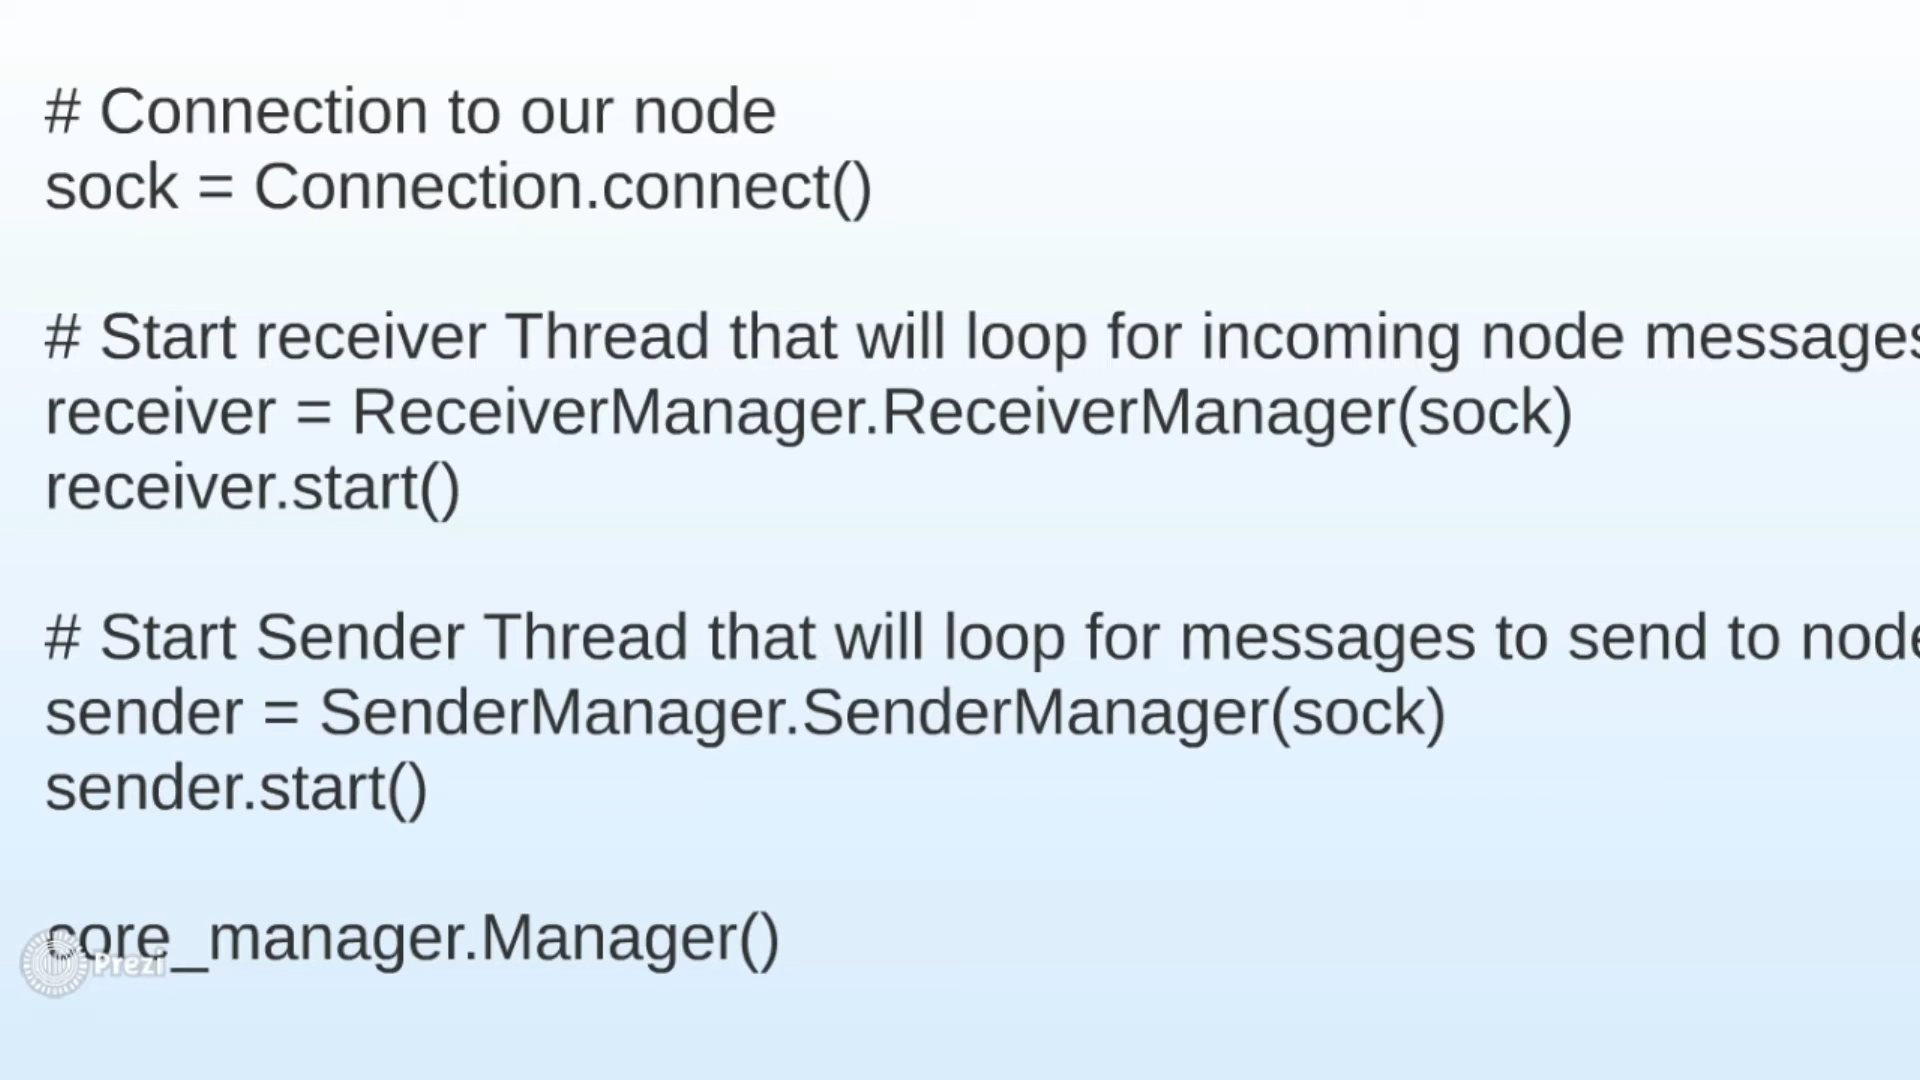 # Connection to our node
sock = Connection.connect()
# Start receiver Thread that will loop for incoming node messages
receiver = ReceiverManager.ReceiverManager(sock)
receiver.start()
# Start Sender Thread that will loop for messages to send to node
sender = SenderManager.SenderManager(sock)
sender.start()
core_manager.Manager()
Prezi